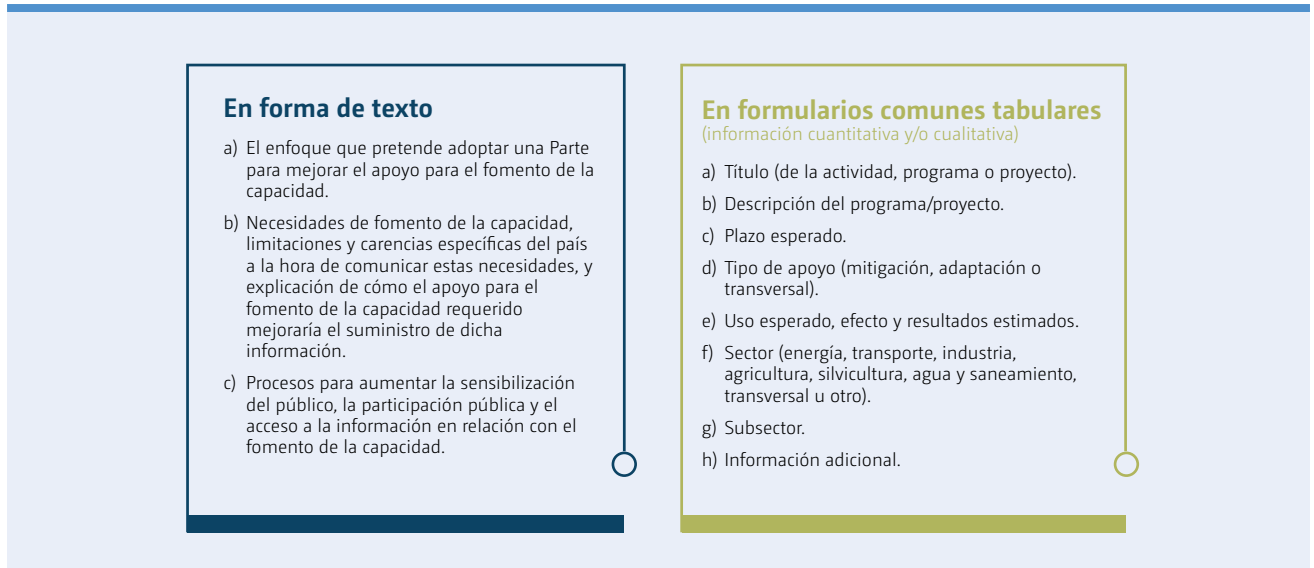 En forma de texto
a) El enfoque que pretende adoptar una Parte
para mejorar el apoyo para el fomento de la
capacidad.
b) Necesidades de fomento de la capacidad,
limitaciones y carencias específicas del país
a la hora de comunicar estas necesidades, y
explicación de cómo el apoyo para el
fomento de la capacidad requerido
mejoraría el suministro de dicha
información.
c) Procesos para aumentar la sensibilización
del público, la participación pública y el
acceso a la información en relación con el
fomento de la capacidad.
En formularios comunes tabulares
(información cuantitativa y/o cualitativa)
a) Título (de la actividad, programa o proyecto).
b) Descripción del programa/proyecto.
c) Plazo esperado.
d) Tipo de apoyo (mitigación, adaptación o
transversal).
e) Uso esperado, efecto y resultados estimados.
f) Sector (energía, transporte, industria,
agricultura, silvicultura, agua y saneamiento,
transversal u otro).
g) Subsector.
h) Información adicional.